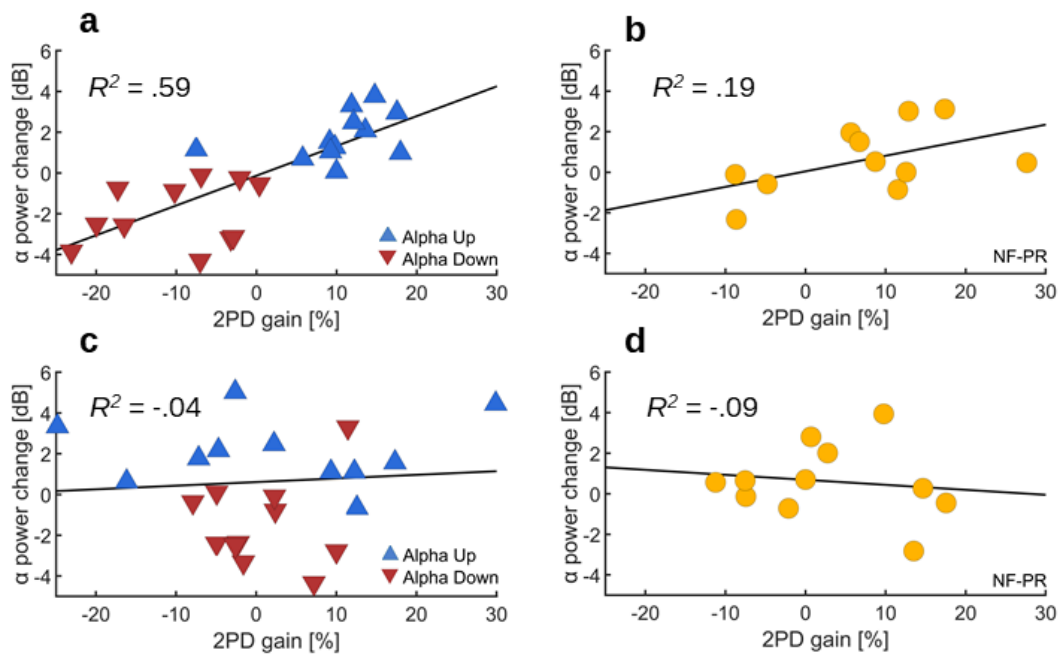 a
6
4
2
0
-2
-4
α power change [dB]
R² = .59
Alpha Up
Alpha Down
-20 -10 0 10 20 30
2PD gain [%]
b
6
4
2
0
-2
-4
α power change [dB]
R² = .19
NF-PR
-20 -10 0 10 20 30
2PD gain [%]
c
6
4
2
0
-2
-4
α power change [dB]
R² = -.04
Alpha Up
Alpha Down
-20 -10 0 10 20 30
2PD gain [%]
d
6
4
2
0
-2
-4
α power change [dB]
R² = -.09
NF-PR
-20 -10 0 10 20 30
2PD gain [%]